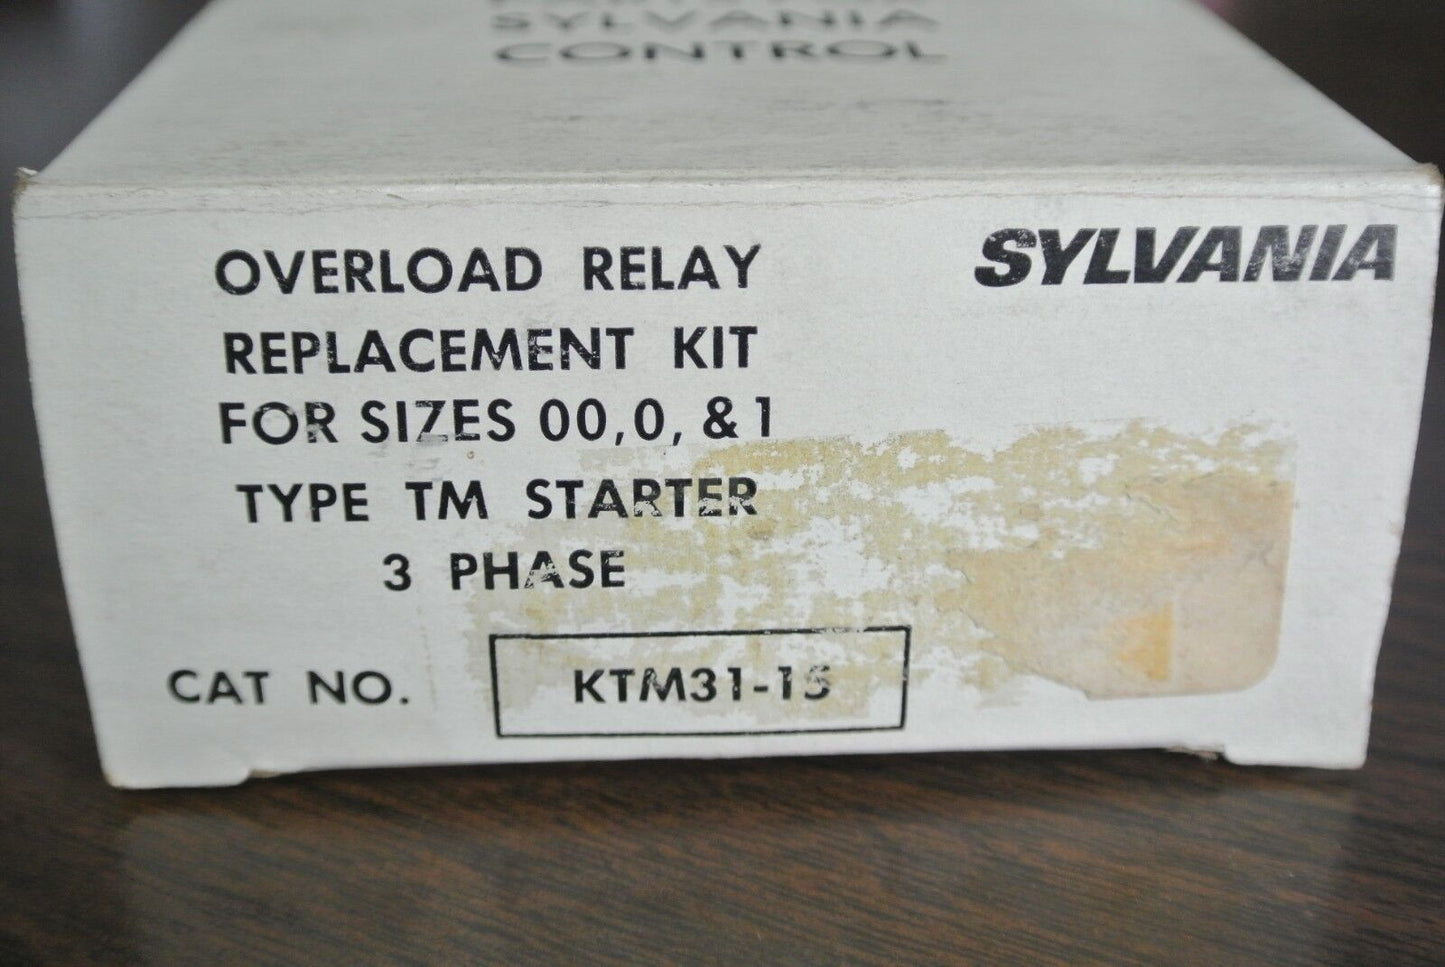 SYLVANIA
CONTROL
SYLVANIA
OVERLOAD RELAY
REPLACEMENT KIT
FOR SIZES 00,0, & 1
TYPE TM STARTER
3 PHASE
CAT NO. KTM31-15